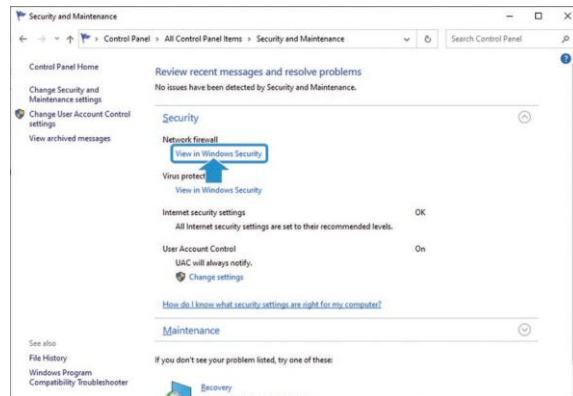 Security and Maintenance
Control Panel > All Control Panel Items > Security and Maintenance
Search Control Panel
Control Panel Home
Change Security and
Maintenance settings
Change User Account Control
settings
View archived messages
See also
File History
Windows Program
Compatibility Troubleshooter
Review recent messages and resolve problems
No issues have been detected by Security and Maintenance.
Security
Network firewall
View in Windows Security
Virus protect
View in Windows Security
Internet security settings OK
All Internet security settings are set to their recommended levels.
User Account Control On
UAC will always notify.
Change settings
How do I know what security settings are right for my computer?
Maintenance
If you don't see your problem listed, try one of these:
Recovery